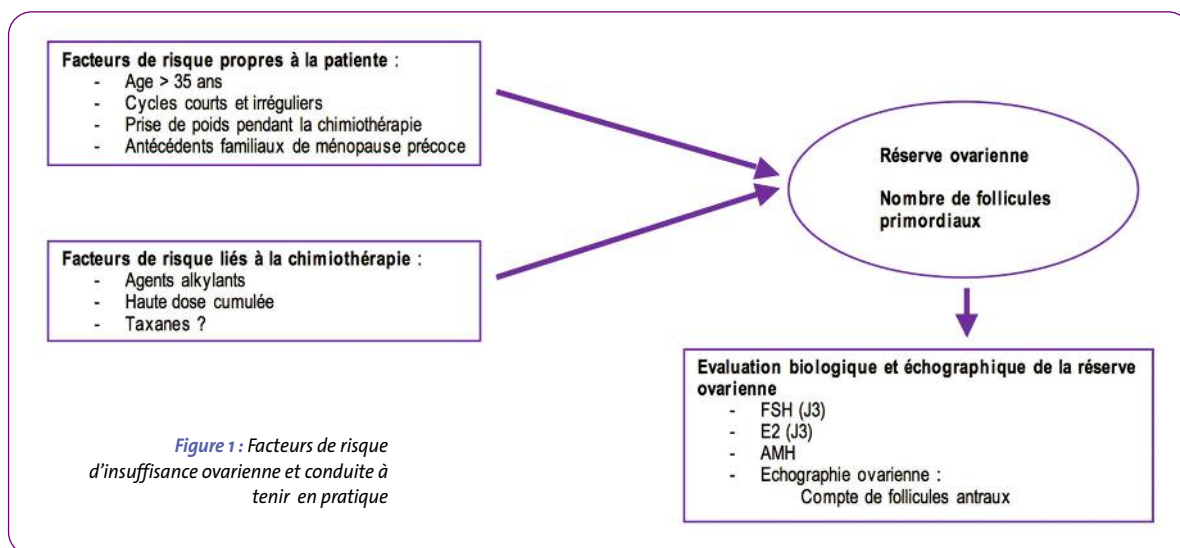 Facteurs de risque propres à la patiente :
- Age > 35 ans
- Cycles courts et irréguliers
- Prise de poids pendant la chimiothérapie
- Antécédents familiaux de ménopause précoce
Réserve ovarienne
Nombre de follicules
primordiaux
Facteurs de risque liés à la chimiothérapie :
- Agents alkylants
- Haute dose cumulée
- Taxanes ?
Evaluation biologique et échographique de la réserve
ovarienne
- FSH (J3)
- E2 (J3)
- AMH
- Echographie ovarienne :
Compte de follicules antraux
Figure 1 : Facteurs de risque
d'insuffisance ovarienne et conduite à
tenir en pratique